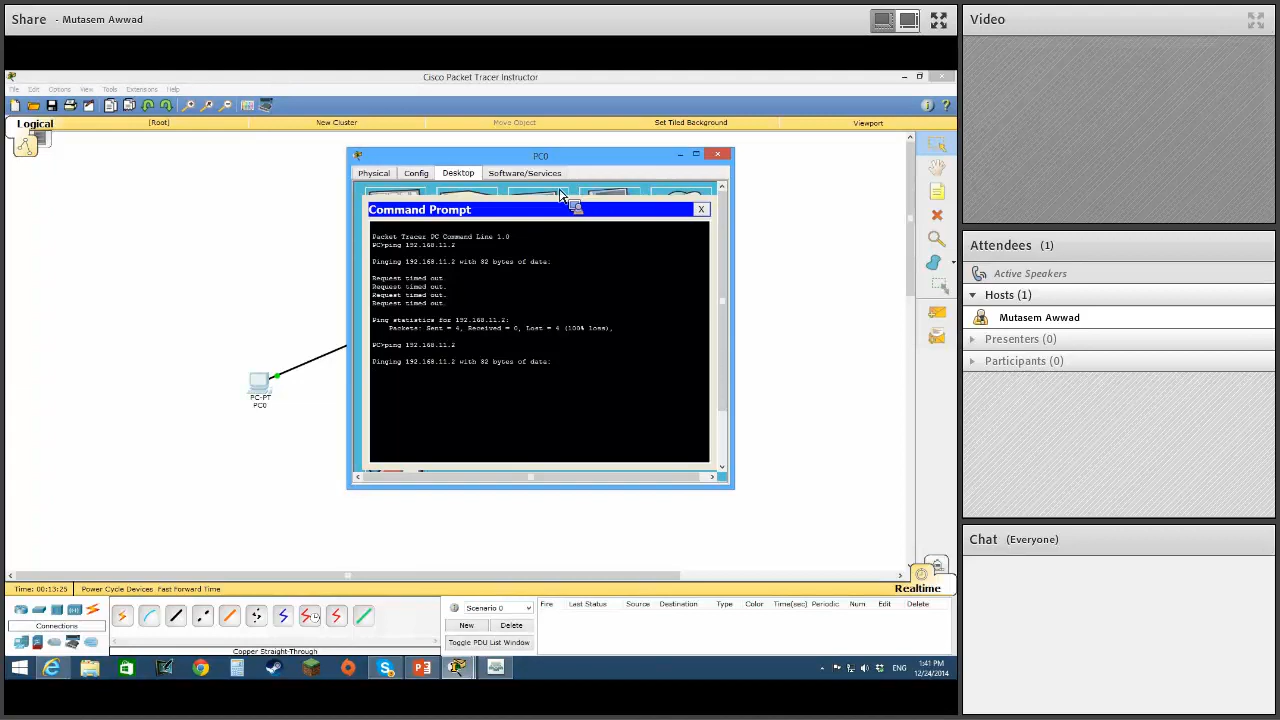 Share - Mutasem Awwad
Video
Cisco Packet Tracer Instructor
File Edit Options View Tools Extensions Help
Logical [Root] New Cluster Move Object Set Tiled Background Viewport
PC0
Physical Config Desktop Software/Services
Command Prompt X
Packet Tracer PC Command Line 1.0
PC>ping 192.168.11.2
Pinging 192.168.11.2 with 32 bytes of data:
Request timed out.
Request timed out.
Request timed out.
Request timed out.
Ping statistics for 192.168.11.2:
Packets: Sent = 4, Received = 0, Lost = 4 (100% loss),
PC>ping 192.168.11.2
Pinging 192.168.11.2 with 32 bytes of data:
PC-PT
PC0
Attendees (1)
Active Speakers
Hosts (1)
Mutasem Awwad
Presenters (0)
Participants (0)
Chat (Everyone)
Time: 00:13:25 Power Cycle Devices Fast Forward Time Realtime
Scenario 0
New Delete
Toggle PDU List Window
Fire Last Status Source Destination Type Color Time(sec) Periodic Num Edit Delete
Connections
Copper Straight-Through
ENG 1:41 PM
12/24/2014